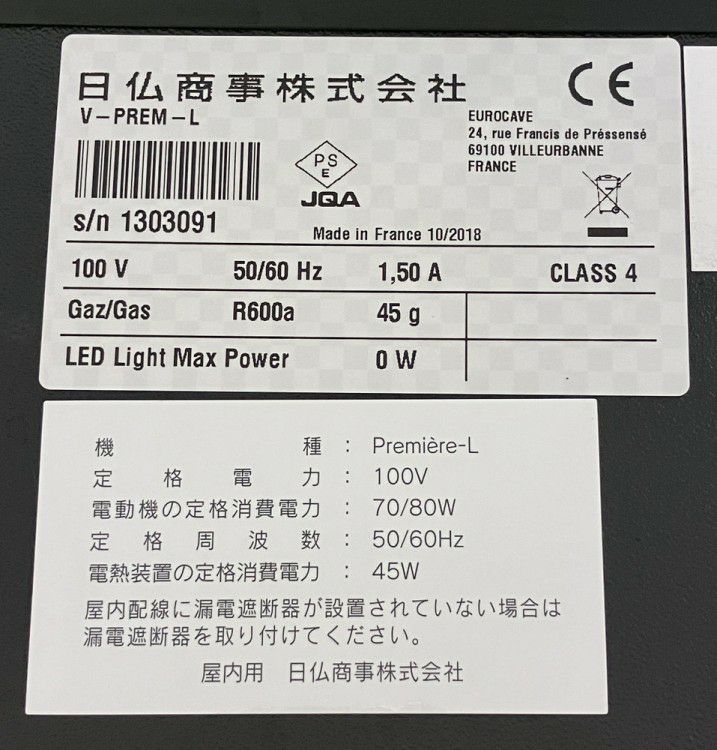 日仏商事株式会社
CE
V-PREM-L
EUROCAVE
24, rue Francis de Préssensé
69100 VILLEURBANNE
FRANCE
PS
E
JQA
s/n 1303091
Made in France 10/2018
100 V 50/60 Hz 1,50 A CLASS 4
Gaz/Gas R600a 45 g
LED Light Max Power 0 W
機種：Première-L
定格電力：100V
電動機の定格消費電力：70/80W
定格周波数：50/60Hz
電熱装置の定格消費電力：45W
屋内配線に漏電遮断器が設置されていない場合は
漏電遮断器を取り付けてください。
屋内用 日仏商事株式会社